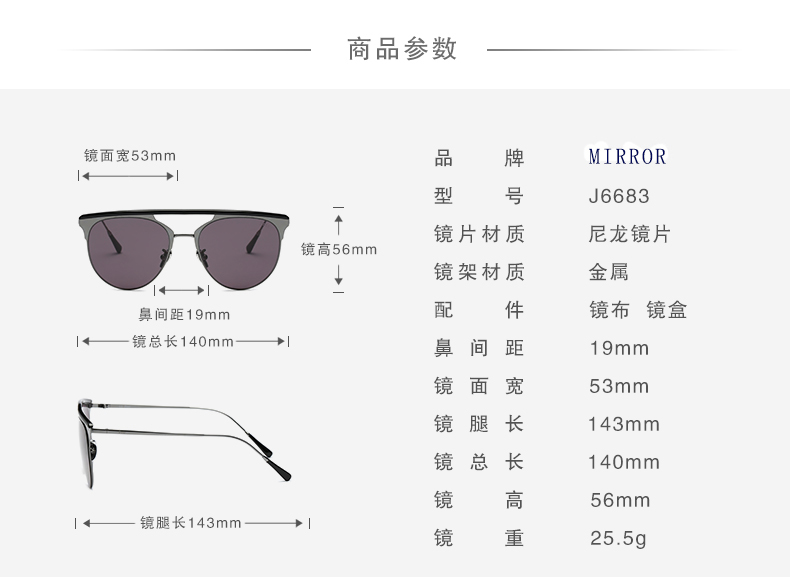 商品参数
镜面宽53mm
镜高56mm
鼻间距19mm
镜总长140mm
镜腿长143mm
品牌 MIRROR
型号 J6683
镜片材质 尼龙镜片
镜架材质 金属
配件 镜布 镜盒
鼻间距 19mm
镜面宽 53mm
镜腿长 143mm
镜总长 140mm
镜高 56mm
镜重 25.5g